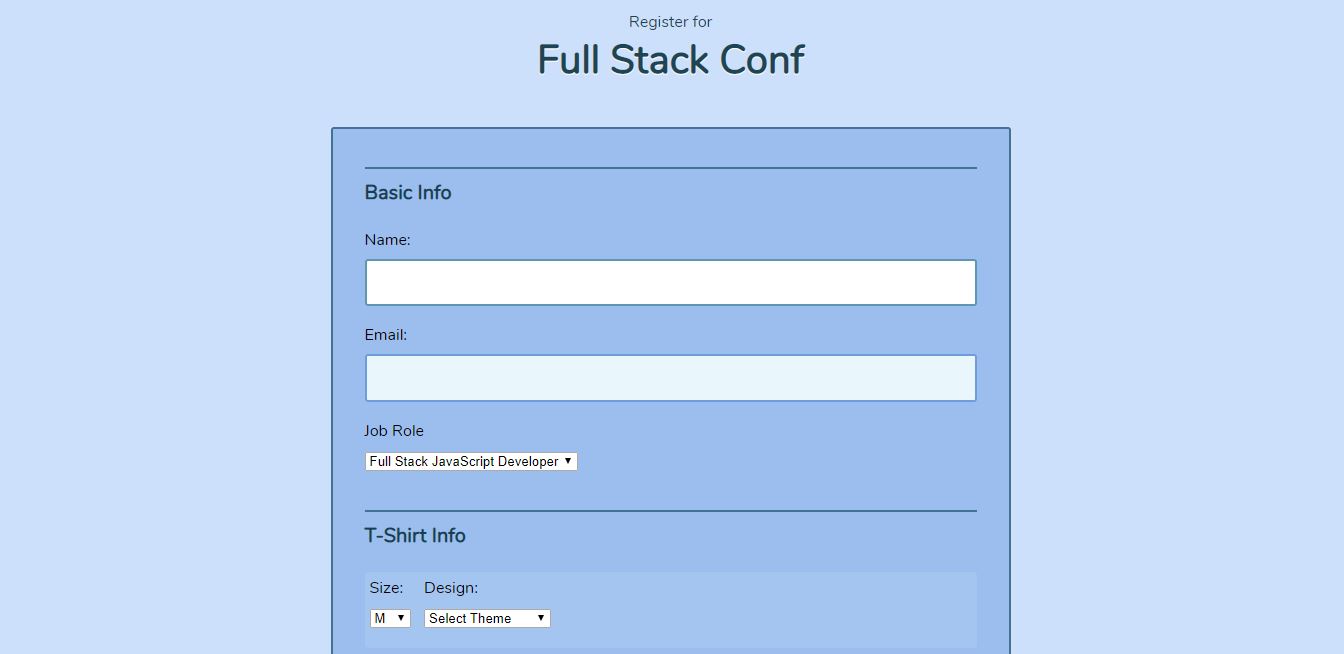 Register for
Full Stack Conf
Basic Info
Name:
Email:
Job Role
Full Stack JavaScript Developer
T-Shirt Info
Size: Design:
M Select Theme